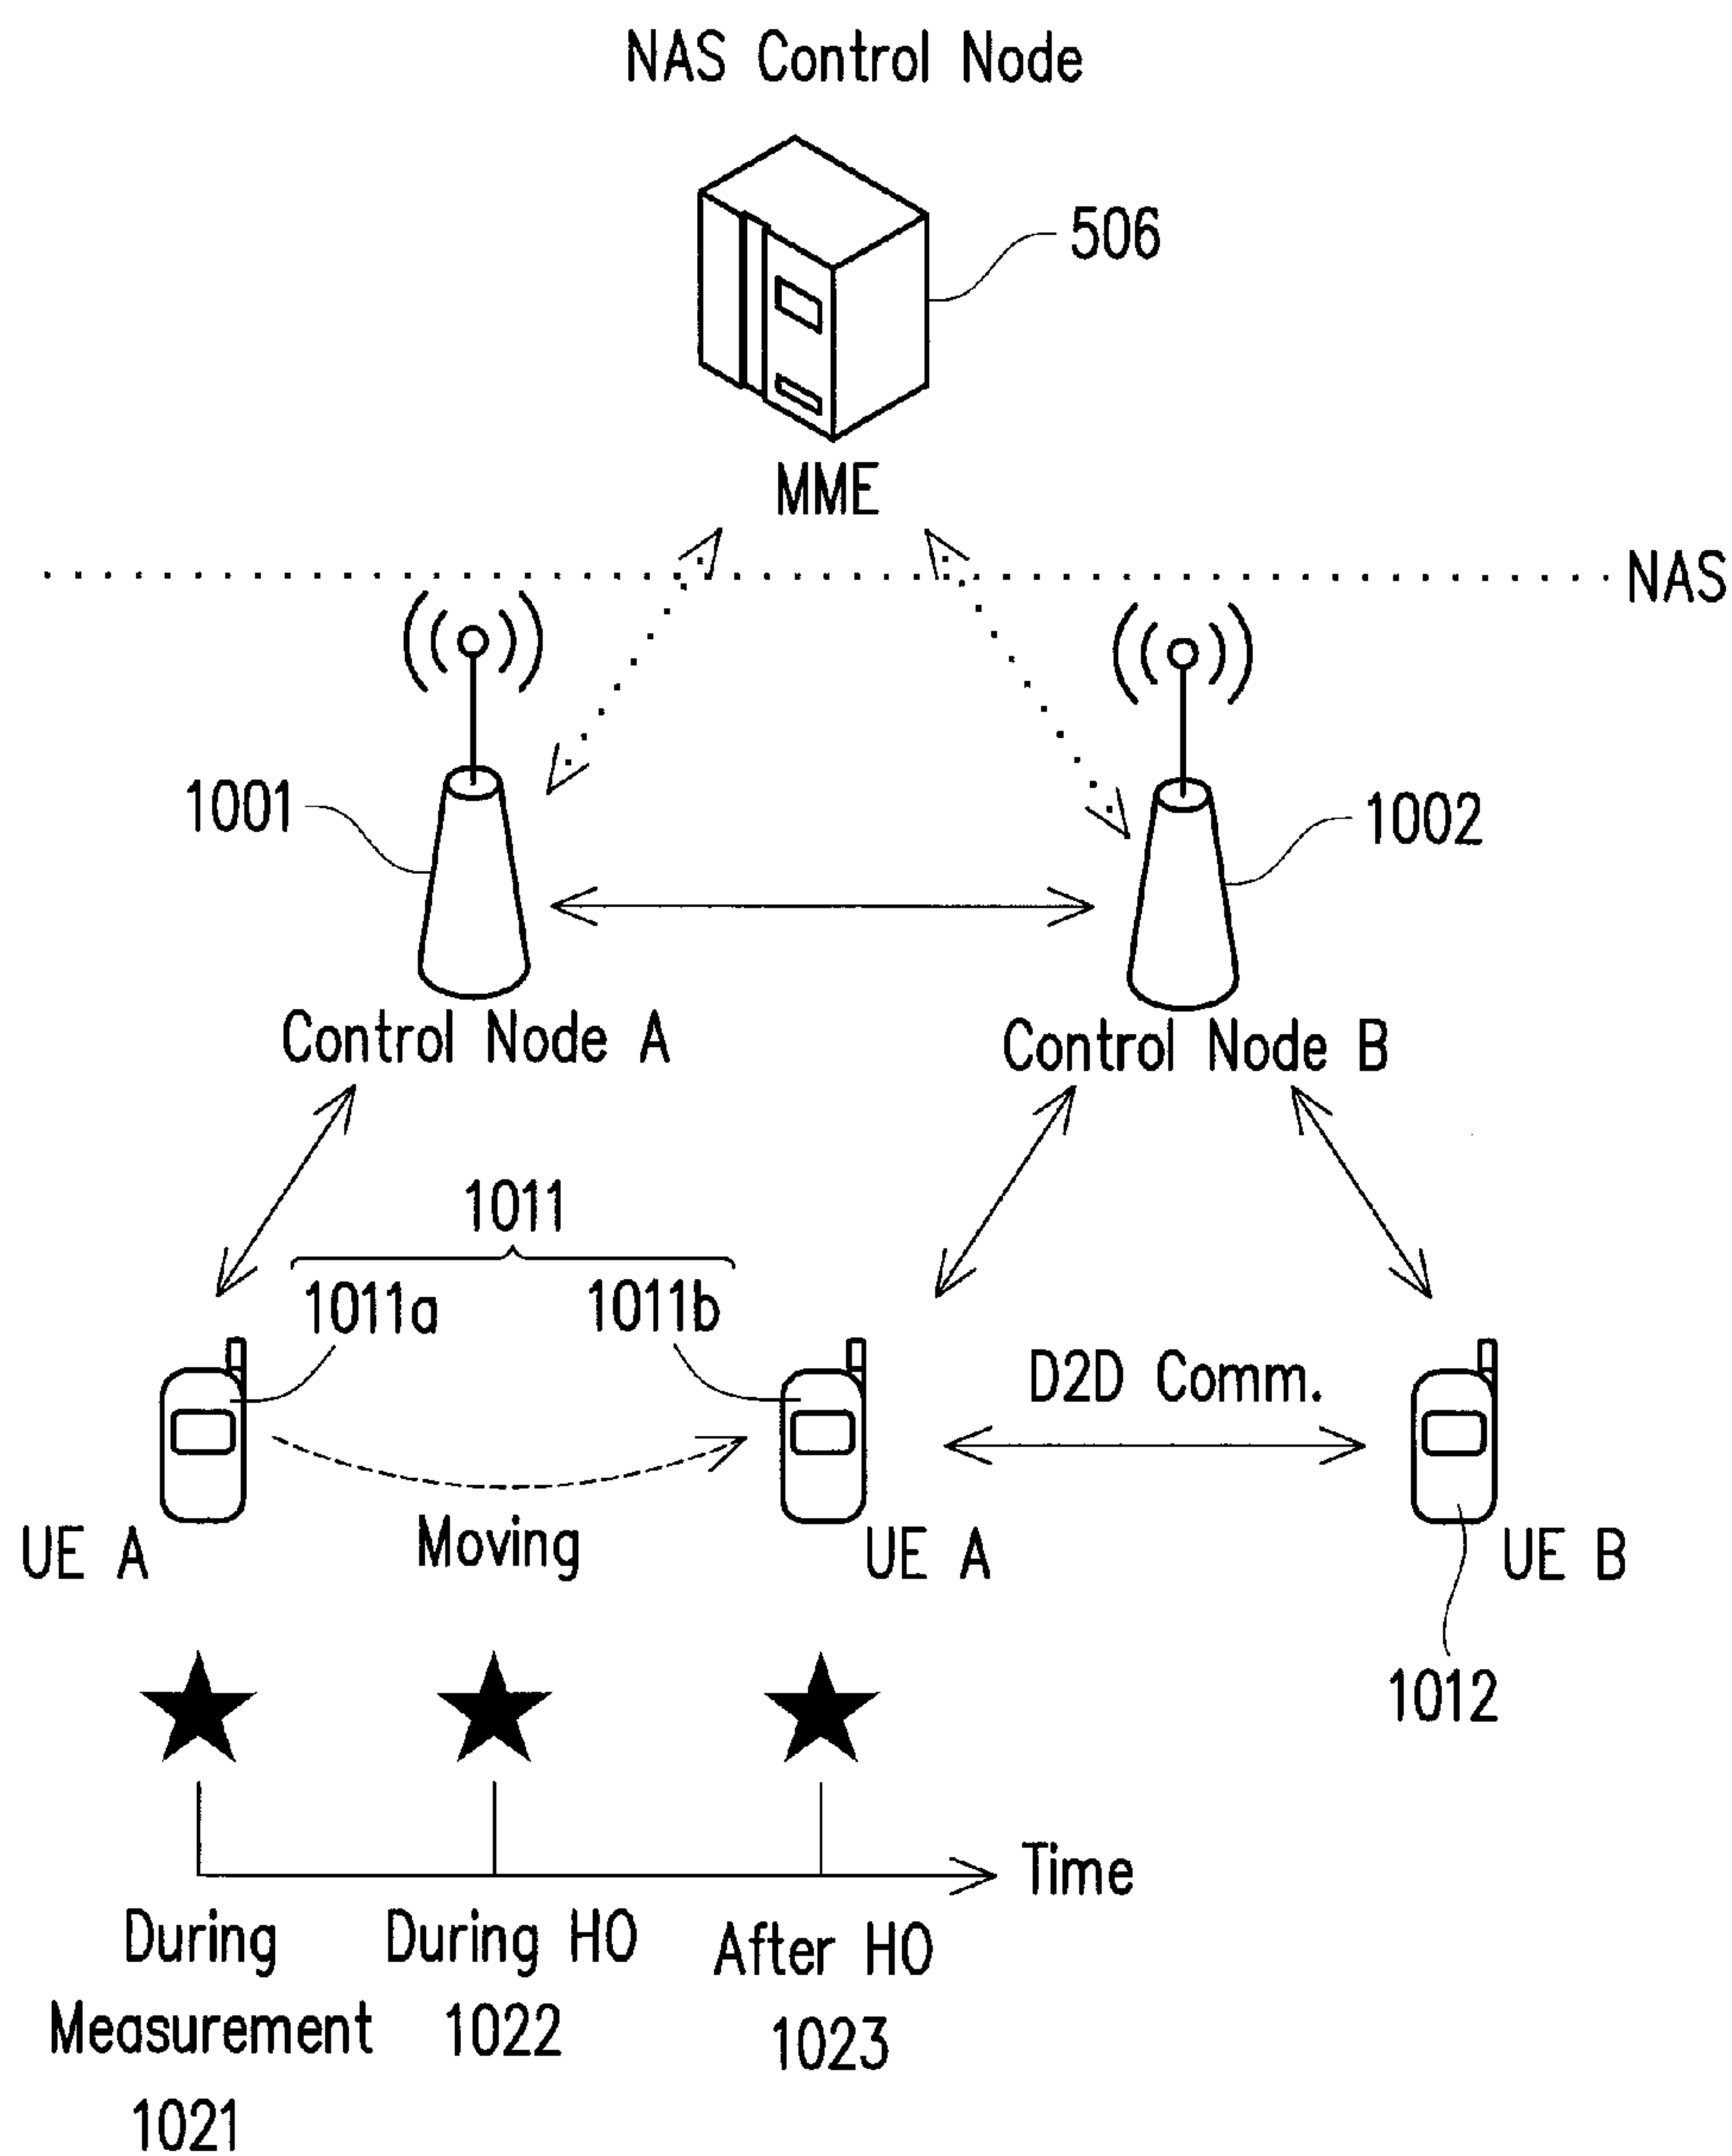 NAS Control Node
506
MME
NAS
1001
1002
Control Node A
Control Node B
1011
1011a
1011b
D2D Comm.
UE A
Moving
UE A
UE B
1012
Time
During
Measurement
1021
During HO
1022
After HO
1023